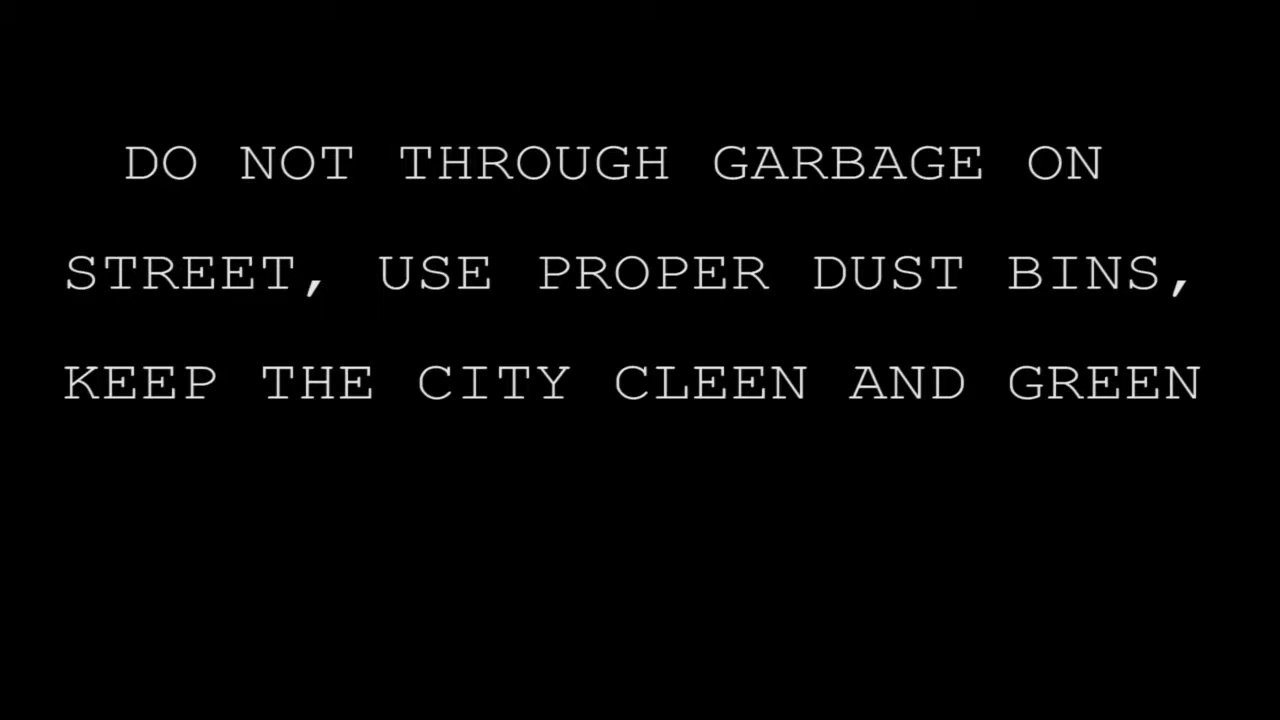 DO NOT THROUGH GARBAGE ON
STREET, USE PROPER DUST BINS,
KEEP THE CITY CLEEN AND GREEN